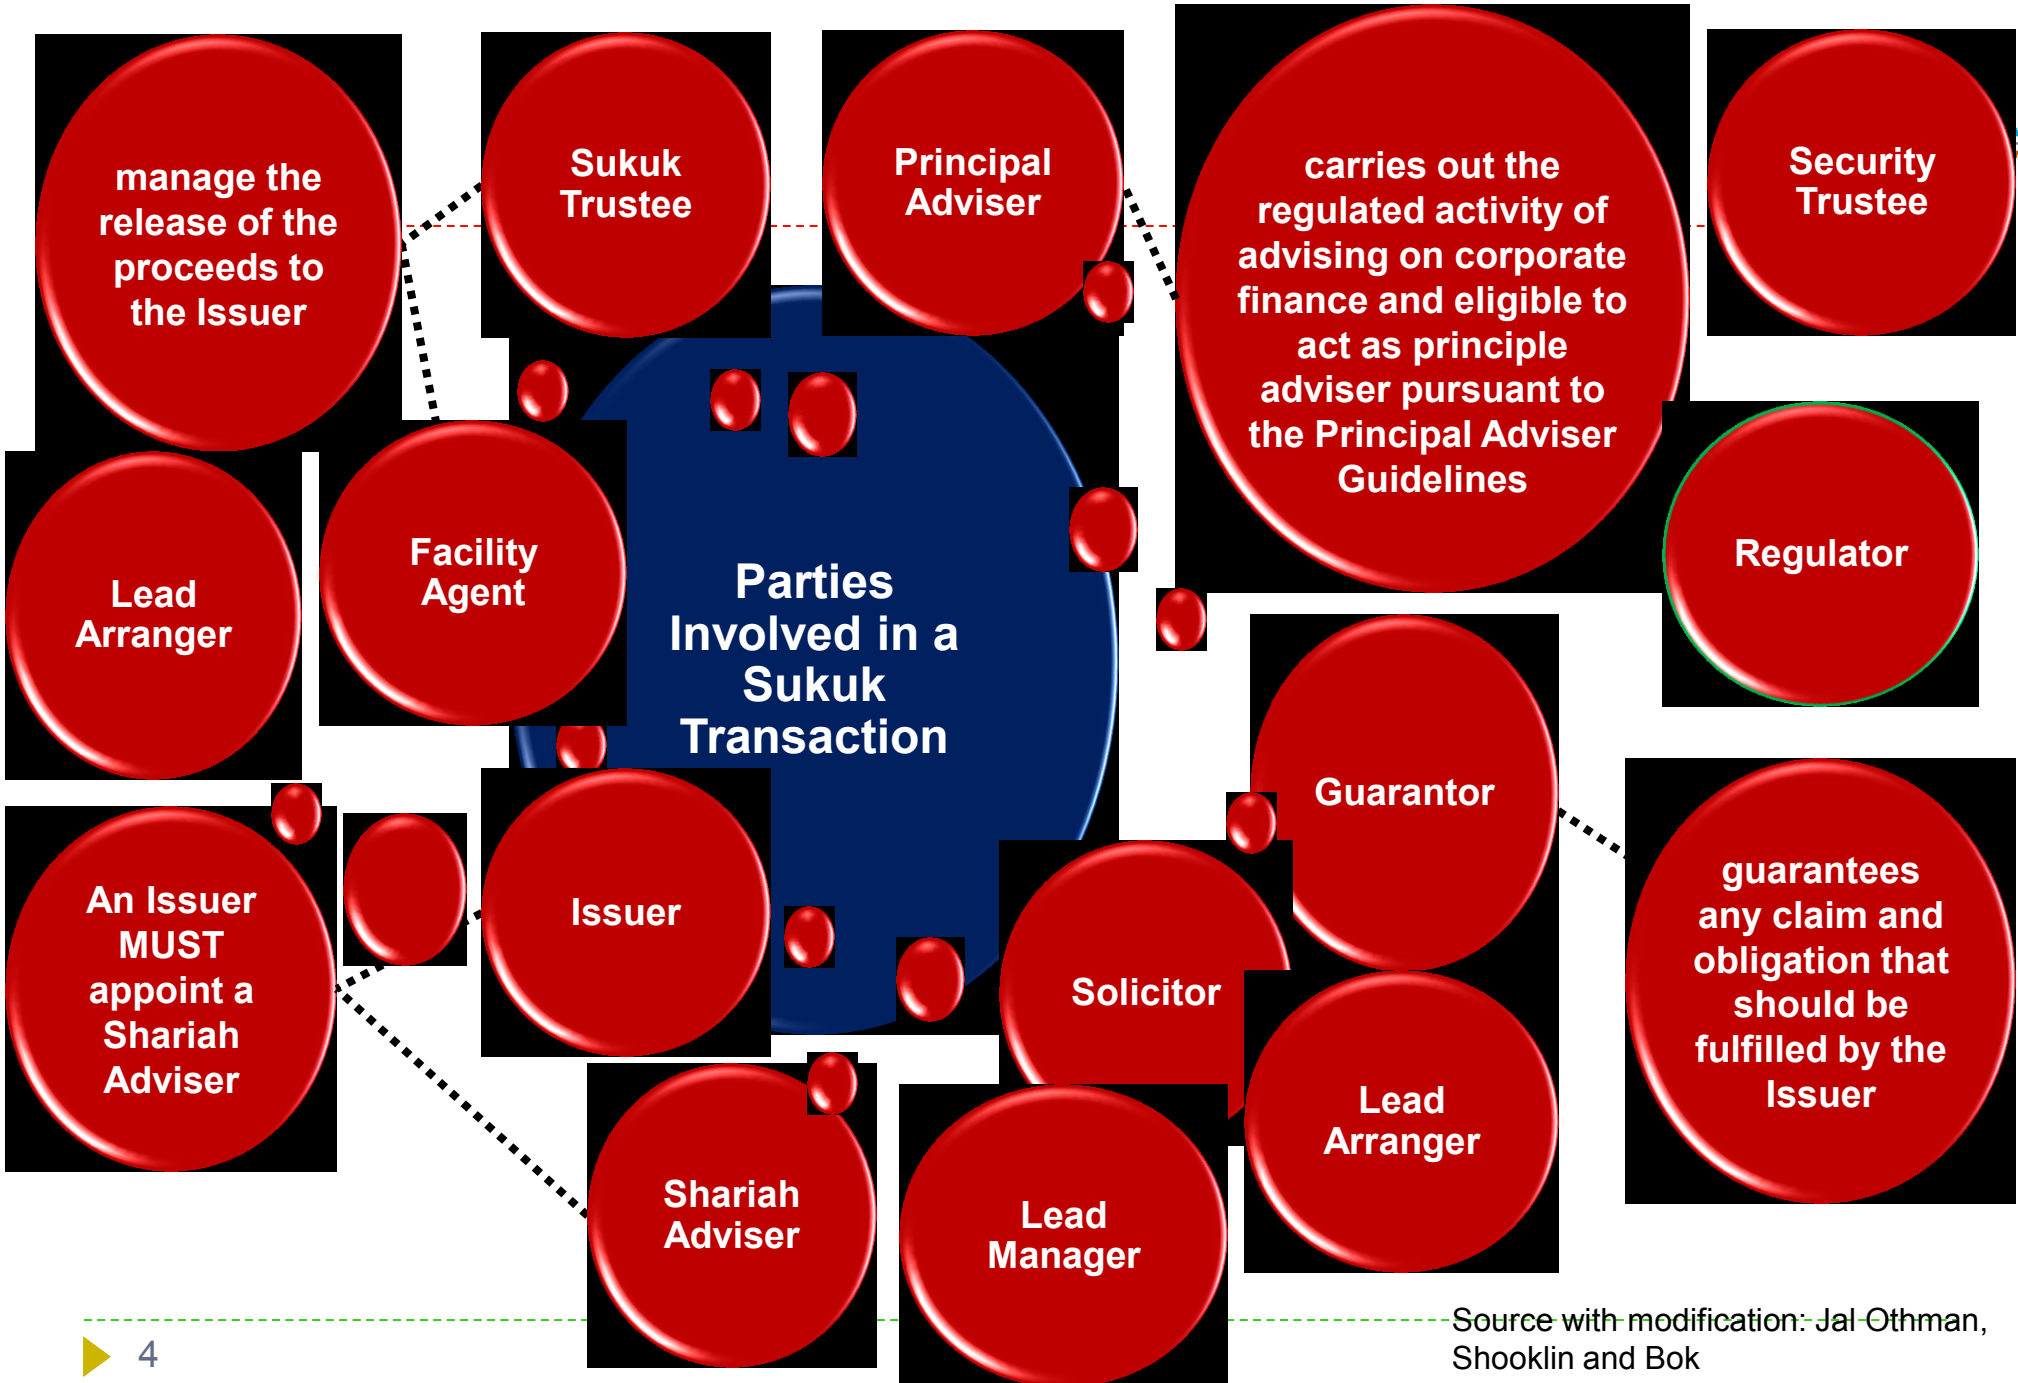 manage the
release of the
proceeds to
the Issuer
Sukuk
Trustee
Principal
Adviser
carries out the
regulated activity of
advising on corporate
finance and eligible to
act as principle
adviser pursuant to
the Principal Adviser
Guidelines
Security
Trustee
Lead
Arranger
Facility
Agent
Parties
Involved in a
Sukuk
Transaction
Regulator
Guarantor
An Issuer
MUST
appoint a
Shariah
Adviser
Issuer
Solicitor
guarantees
any claim and
obligation that
should be
fulfilled by the
Issuer
Shariah
Adviser
Lead
Manager
Lead
Arranger
Source with modification: Jal Othman,
Shooklin and Bok
4